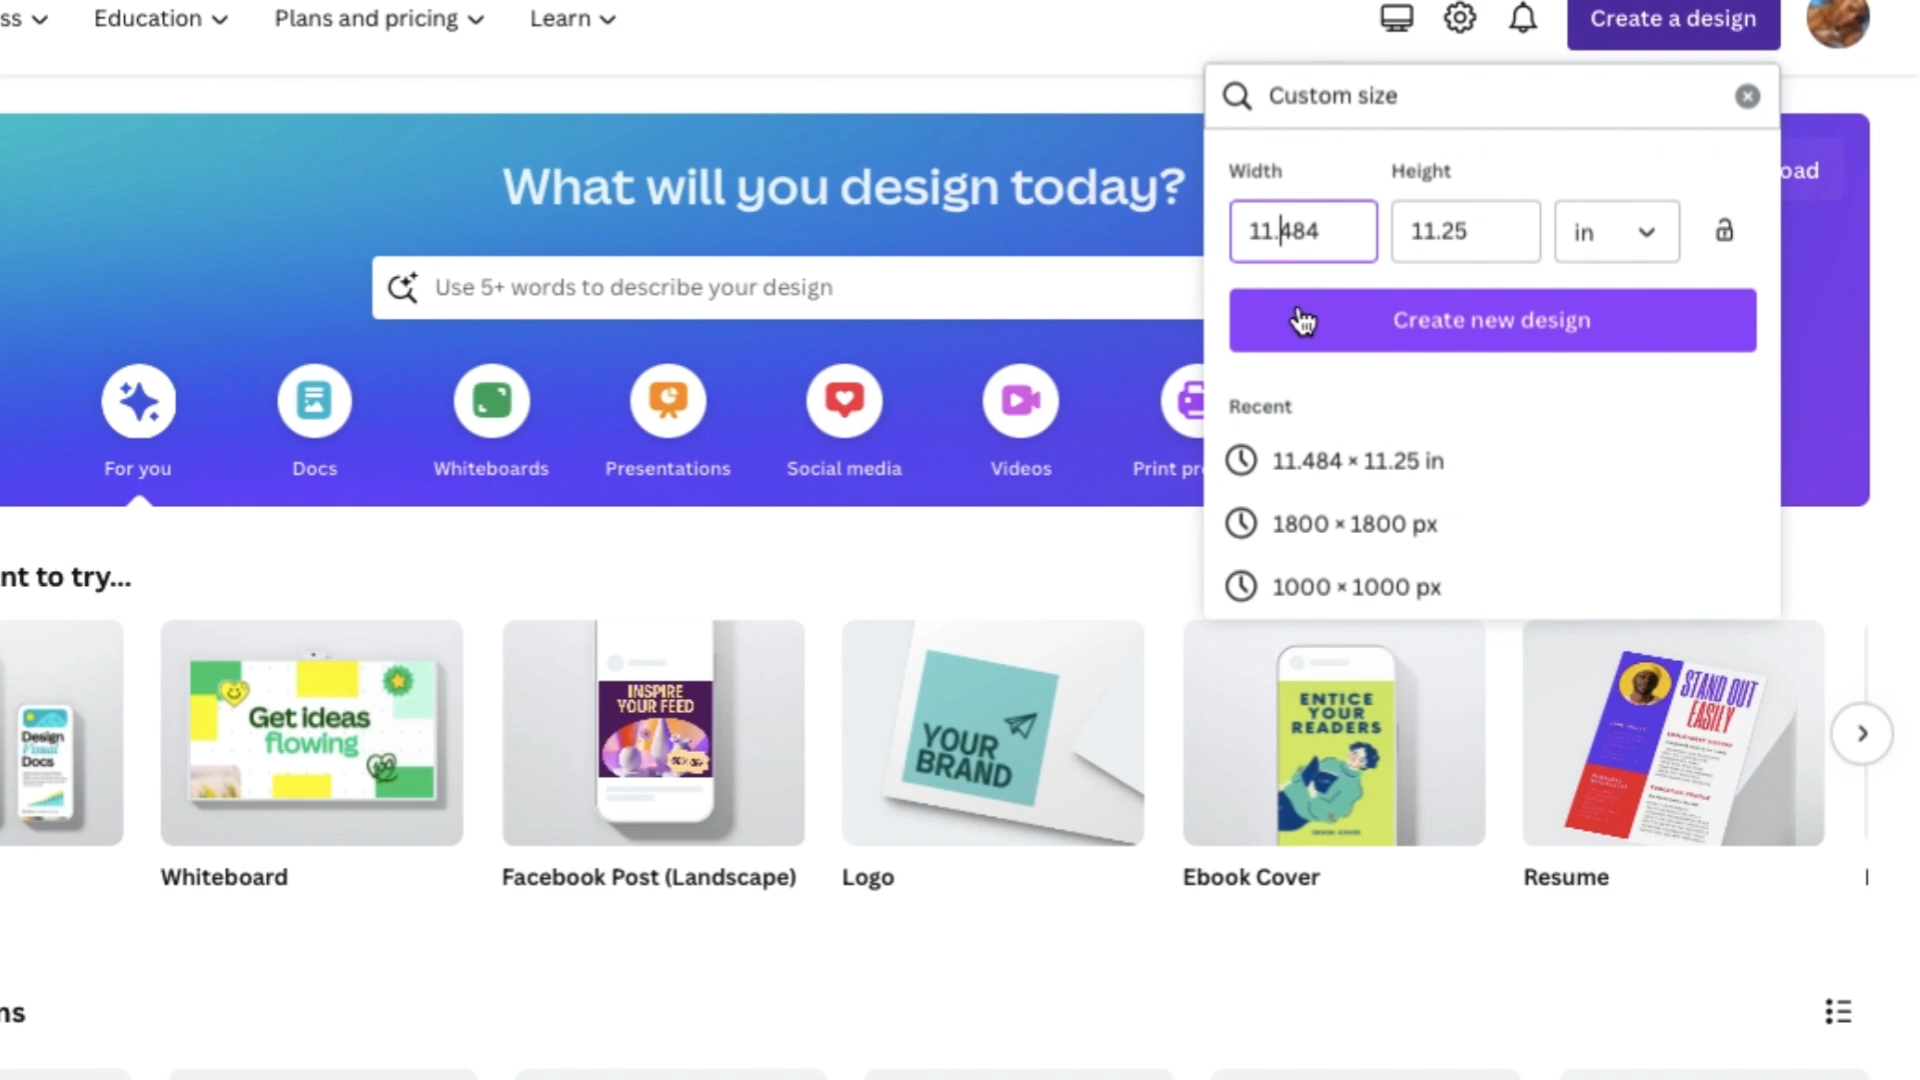 ss
Education
Plans and pricing
Learn
Create a design
Custom size
Width
Height
oad
What will you design today?
11.484
11.25
in
Use 5+ words to describe your design
Create new design
Recent
For you
Docs
Whiteboards
Presentations
Social media
Videos
Print pr
11.484 × 11.25 in
1800 × 1800 px
1000 × 1000 px
nt to try...
Design
Visual
Docs
Get ideas
flowing
INSPIRE
YOUR FEED
YOUR
BRAND
ENTICE
YOUR
READERS
EBOOK COVER
STAND OUT
EASILY
Whiteboard
Facebook Post (Landscape)
Logo
Ebook Cover
Resume
ns